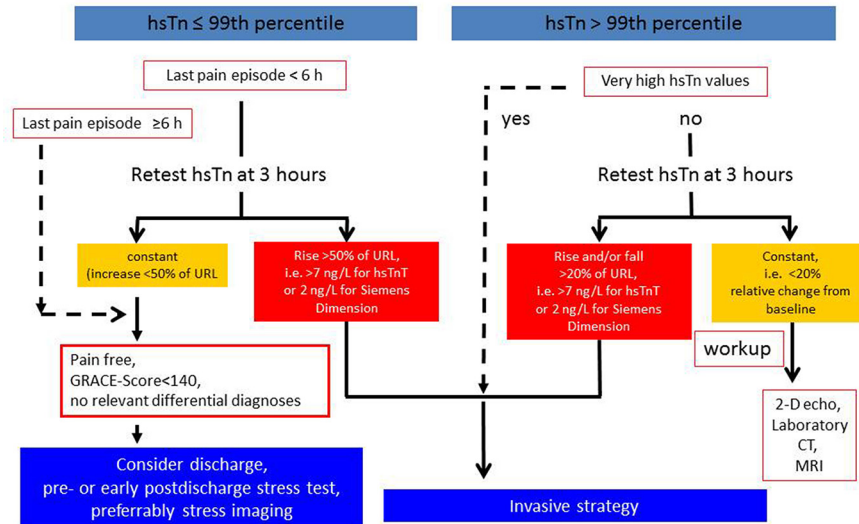 hsTn ≤ 99th percentile
hsTn > 99th percentile
Last pain episode < 6 h
Very high hsTn values
Last pain episode ≥6 h
yes
no
Retest hsTn at 3 hours
Retest hsTn at 3 hours
constant
(increase <50% of URL
Rise >50% of URL,
i.e. >7 ng/L for hsTnT
or 2 ng/L for Siemens
Dimension
Rise and/or fall
>20% of URL,
i.e. >7 ng/L for hsTnT
or 2 ng/L for Siemens
Dimension
Constant,
i.e. <20%
relative change from
baseline
workup
Pain free,
GRACE-Score<140,
no relevant differential diagnoses
2-D echo,
Laboratory
CT,
MRI
Consider discharge,
pre- or early postdischarge stress test,
preferrably stress imaging
Invasive strategy